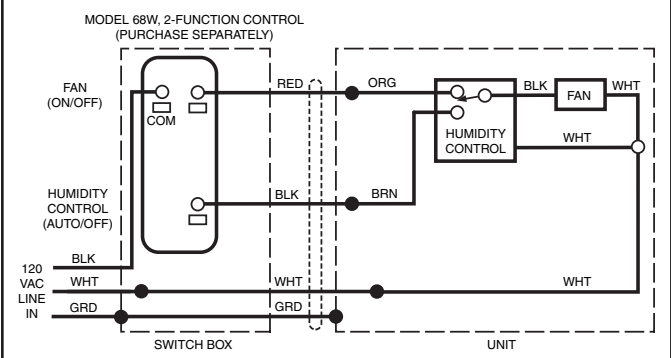 MODEL 68W, 2-FUNCTION CONTROL
(PURCHASE SEPARATELY)
FAN
(ON/OFF)
COM
RED
ORG
BLK
FAN
WHT
HUMIDITY
CONTROL
WHT
HUMIDITY
CONTROL
(AUTO/OFF)
BLK
BRN
120
VAC
LINE
IN
BLK
WHT
WHT
WHT
GRD
GRD
SWITCH BOX
UNIT